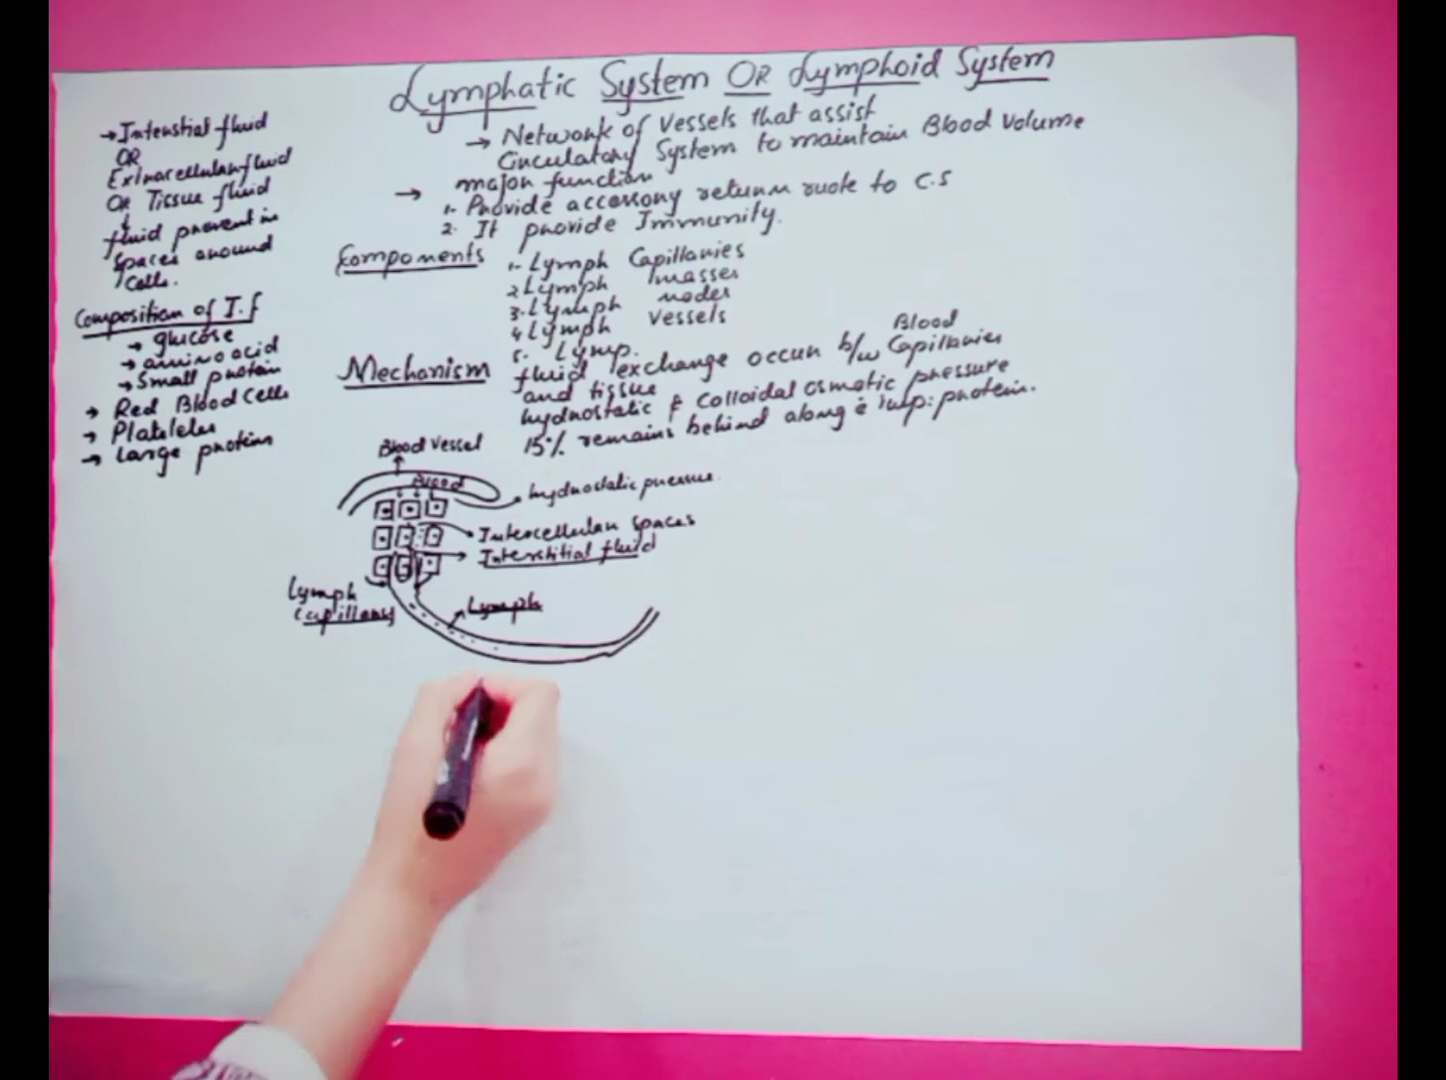 Lymphatic System OR Lymphoid System
→ Network of Vessels that assist
Circulatory System to maintain Blood Volume
→ major function
1. Provide accessory return route to C.S
2. It provide Immunity.
Components
1. Lymph Capillaries
2 Lymph masses
3. Lymph nodes
4 Lymph Vessels
5. Lymp.
Mechanism
fluid exchange occur b/w Blood Capillaries
and tissue
hydrostatic & Colloidal osmotic pressure
15% remains behind along c̄ imp: protein.
→ Interstial fluid
OR
Extracellular fluid
OR Tissue fluid
↓
fluid present in
spaces around
cells.
Composition of I.f
→ glucose
→ amino acid
→ Small protein
→ Red Blood Cells
→ Platelets
→ Large protein
Blood Vessel
Blood
hydrostatic pressure
Intercellular spaces
Interstitial fluid
Lymph
Capillary
Lymph